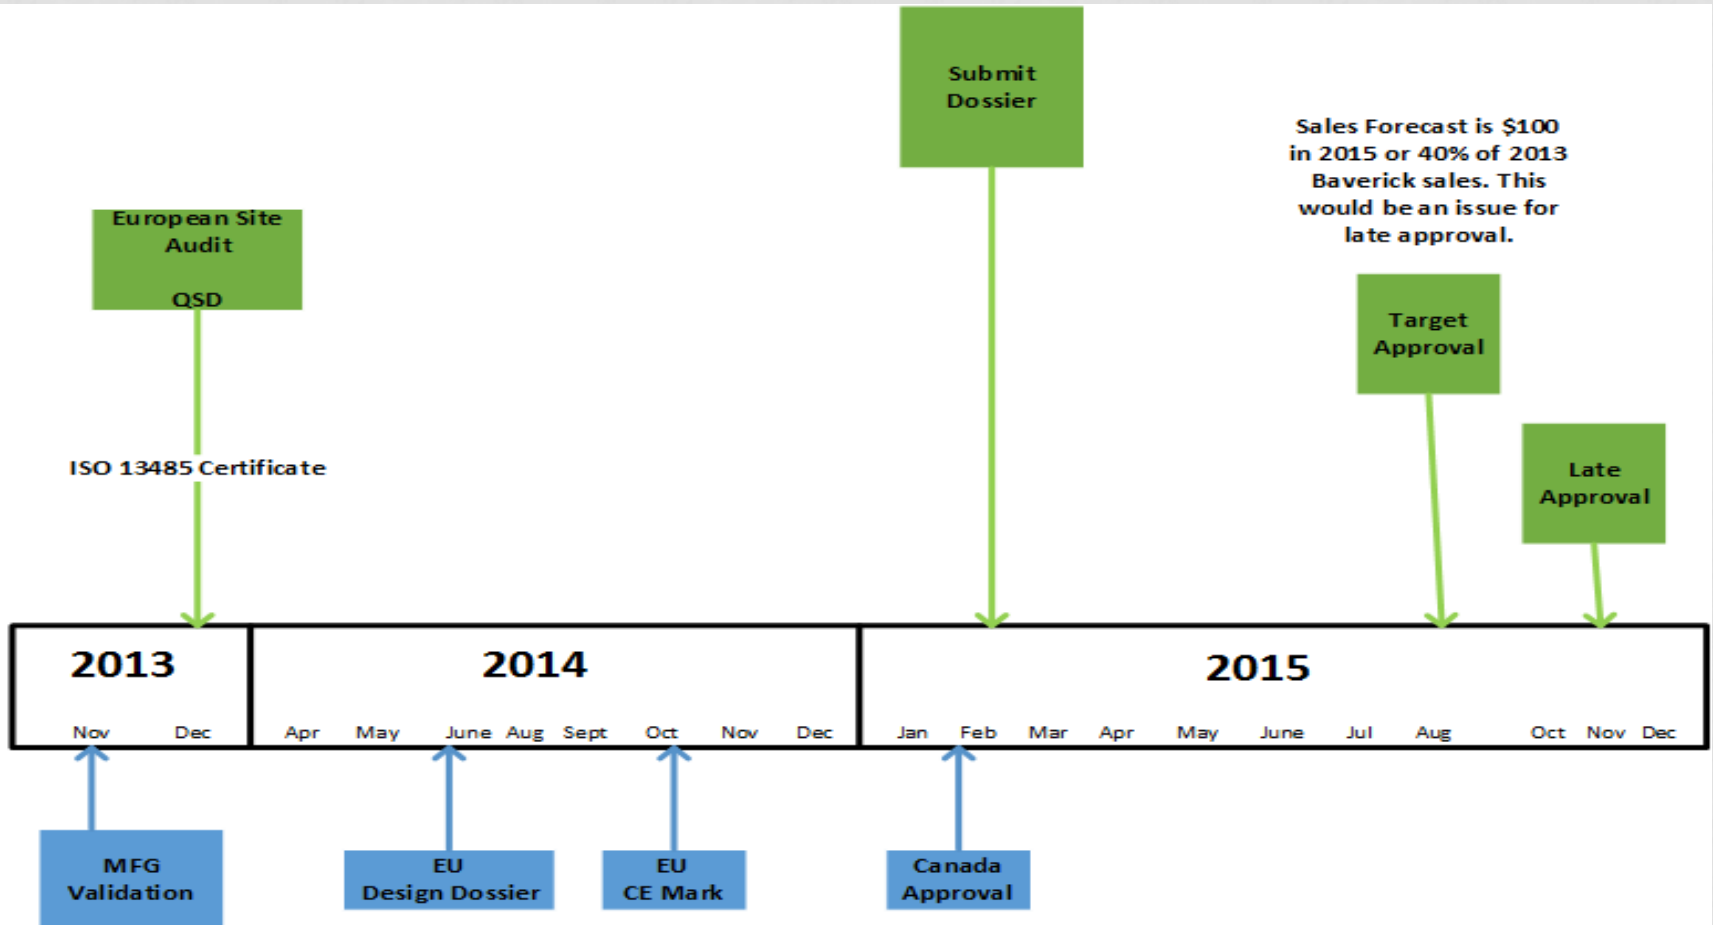 Submit
Dossier
Sales Forecast is $100
in 2015 or 40% of 2013
Baverick sales. This
would be an issue for
late approval.
European Site
Audit
QSD
Target
Approval
Late
Approval
ISO 13485 Certificate
2013
2014
2015
Nov Dec Apr May June Aug Sept Oct Nov Dec Jan Feb Mar Apr May June Jul Aug Oct Nov Dec
MFG
Validation
EU
Design Dossier
EU
CE Mark
Canada
Approval